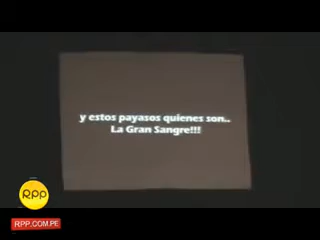 y estos payasos quienes son..
La Gran Sangre!!!
RPP
RPP.COM.PE